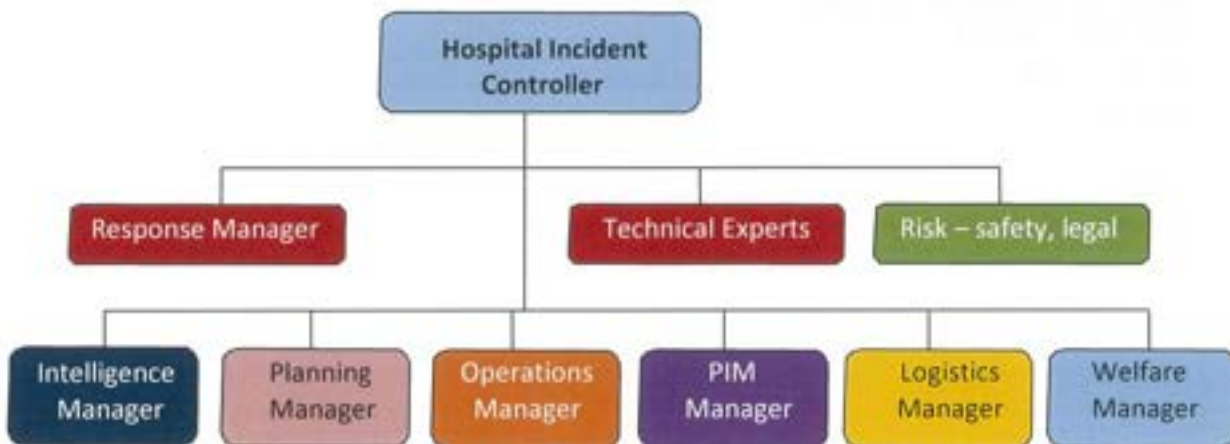 Hospital Incident
Controller
Response Manager
Technical Experts
Risk – safety, legal
Intelligence
Manager
Planning
Manager
Operations
Manager
PIM
Manager
Logistics
Manager
Welfare
Manager